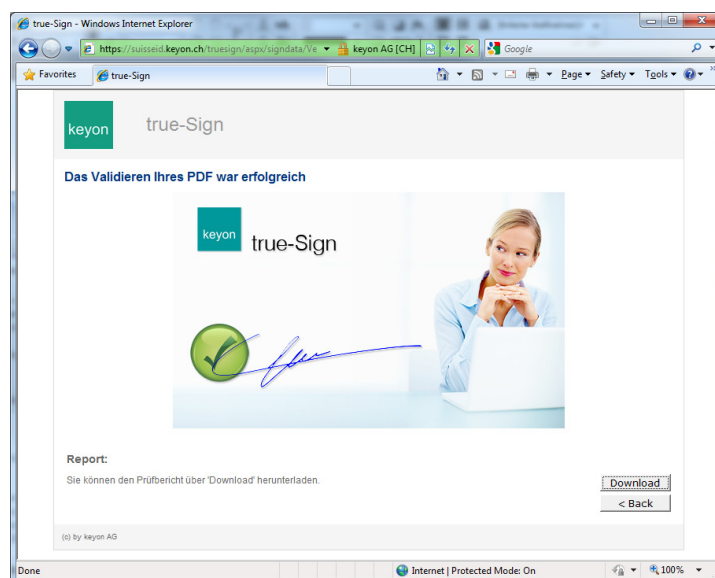 true-Sign - Windows Internet Explorer
https://suisseid.keyon.ch/truesign/aspx/signdata/Ve
keyon AG [CH]
Google
Favorites
true-Sign
Page
Safety
Tools
keyon
true-Sign
Das Validieren Ihres PDF war erfolgreich
keyon
true-Sign
Report:
Sie können den Prüfbericht über 'Download' herunterladen.
Download
< Back
(c) by keyon AG
Done
Internet | Protected Mode: On
100%